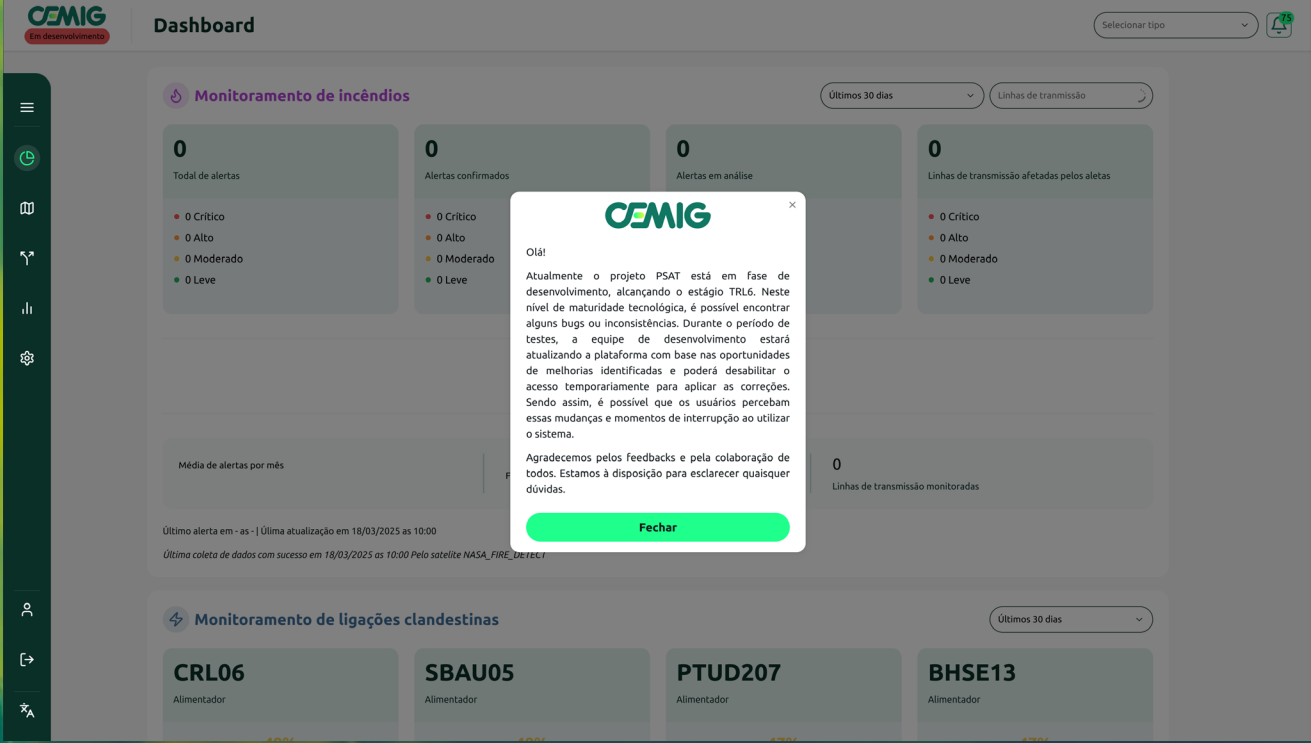 CEMIG
Em desenvolvimento
Dashboard
Selecionar tipo
75
Monitoramento de incêndios
Últimos 30 dias
Linhas de tranmissão
0
Todal de alertas
0 Crítico
0 Alto
0 Moderado
0 Leve
0
Alertas confirmados
0 Crítico
0 Alto
0 Moderado
0 Leve
0
Alertas em análise
0
Linhas de transmissão afetadas pelos aletas
0 Crítico
0 Alto
0 Moderado
0 Leve
CEMIG
Olá!
Atualmente o projeto PSAT está em fase de
desenvolvimento, alcançando o estágio TRL6. Neste
nível de maturidade tecnológica, é possível encontrar
alguns bugs ou inconsistências. Durante o período de
testes, a equipe de desenvolvimento estará
atualizando a plataforma com base nas oportunidades
de melhorias identificadas e poderá desabilitar o
acesso temporariamente para aplicar as correções.
Sendo assim, é possível que os usuários percebam
essas mudanças e momentos de interrupção ao utilizar
o sistema.
Agradecemos pelos feedbacks e pela colaboração de
todos. Estamos à disposição para esclarecer quaisquer
dúvidas.
Fechar
Média de alertas por mês
0
Linhas de transmissão monitoradas
Último alerta em - as - | Úlima atualização em 18/03/2025 as 10:00
Última coleta de dados com sucesso em 18/03/2025 as 10:00 Pelo satelite NASA_FIRE_DETECT
Monitoramento de ligações clandestinas
Últimos 30 dias
CRL06
Alimentador
SBAU05
Alimentador
PTUD207
Alimentador
BHSE13
Alimentador